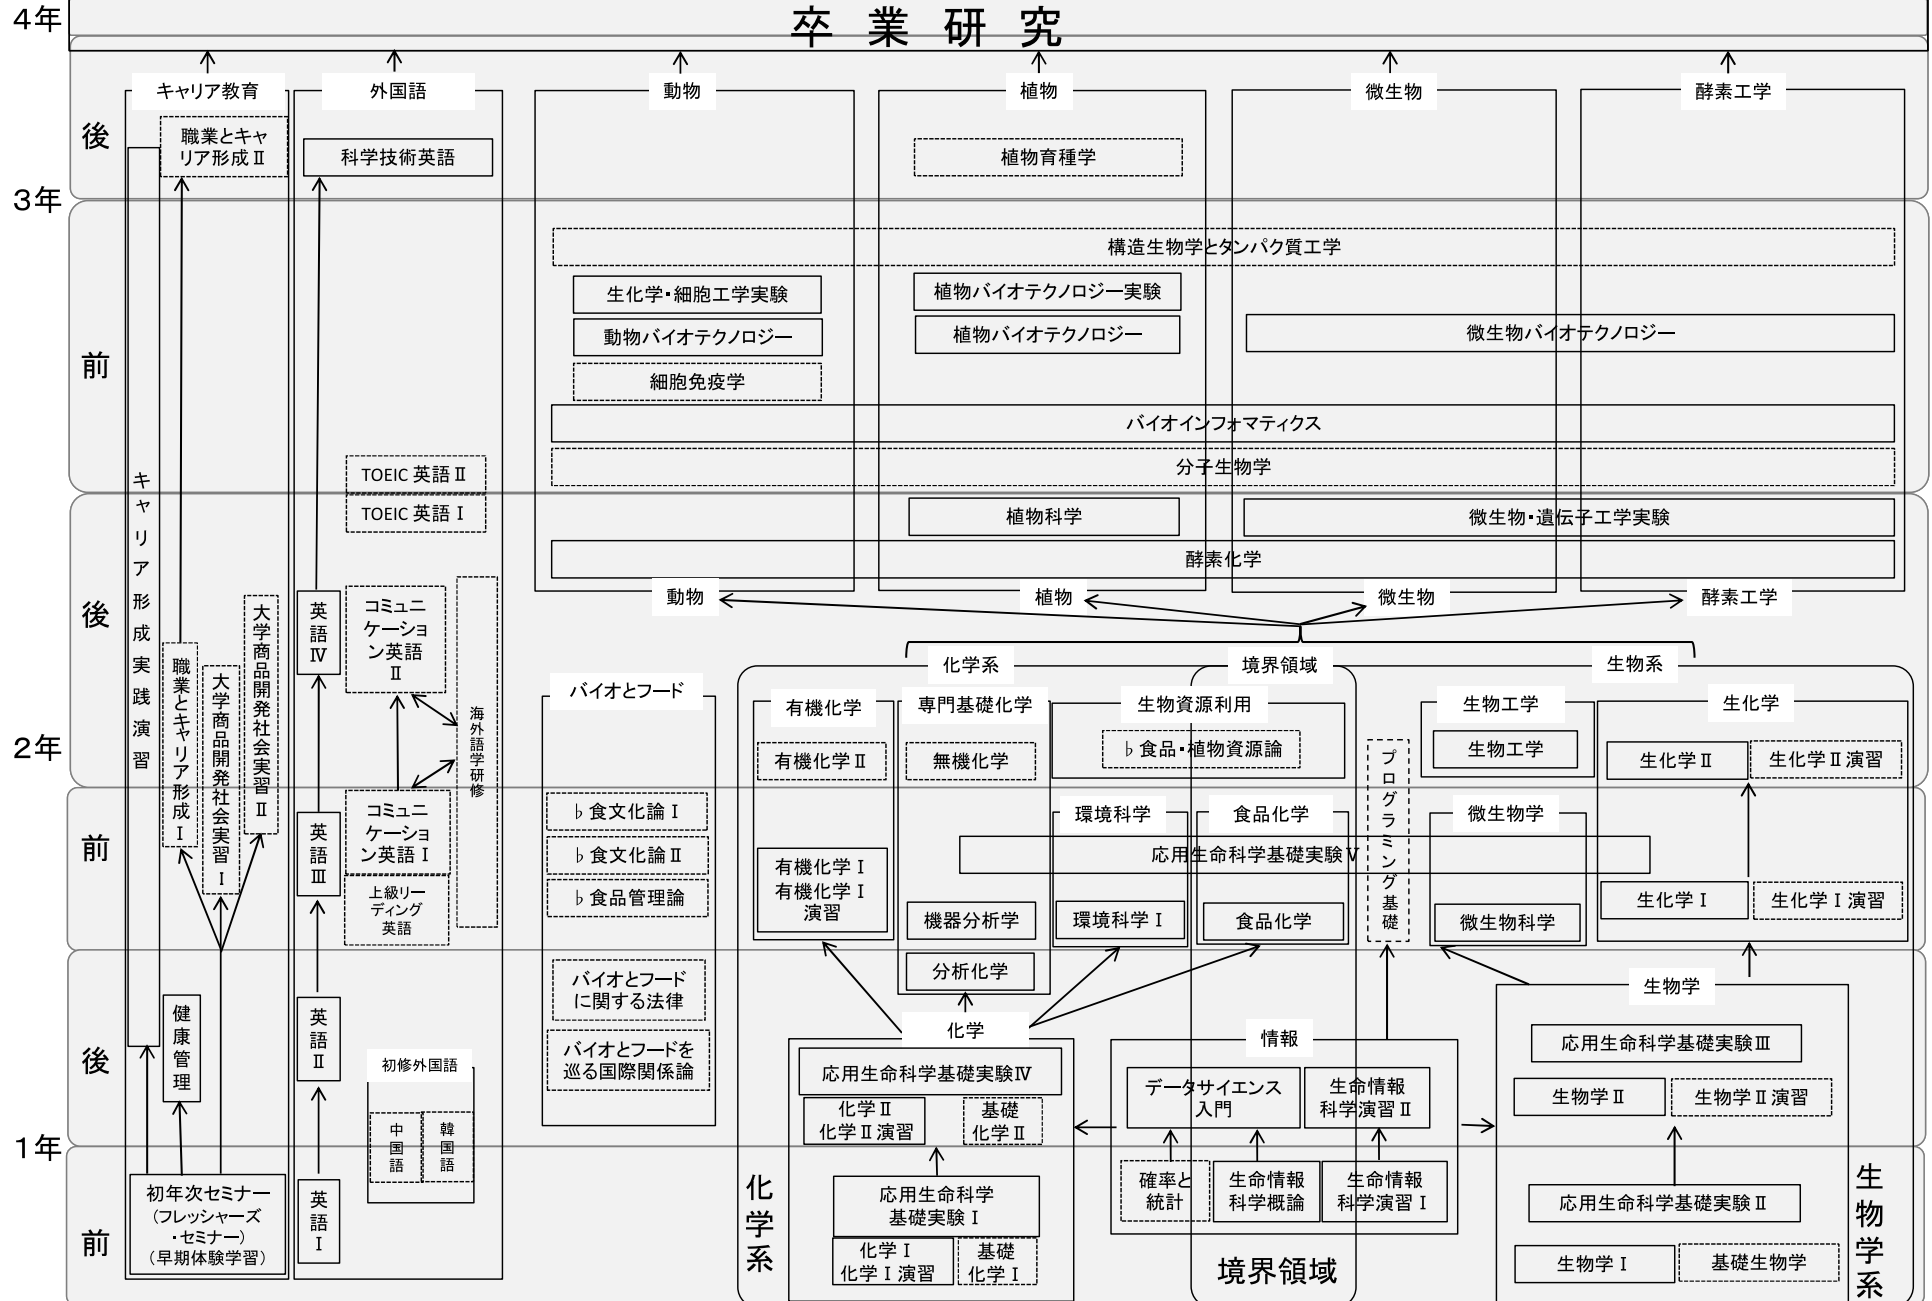 4年
卒業研究
キャリア教育
外国語
動物
植物
微生物
酵素工学
後
職業とキャ
リア形成Ⅱ
科学技術英語
植物育種学
3年
構造生物学とタンパク質工学
生化学・細胞工学実験
植物バイオテクノロジー実験
動物バイオテクノロジー
植物バイオテクノロジー
微生物バイオテクノロジー
前
細胞免疫学
バイオインフォマティクス
分子生物学
TOEIC 英語Ⅱ
TOEIC 英語Ⅰ
キャリア形成実践演習
植物科学
微生物・遺伝子工学実験
酵素化学
動物
植物
微生物
酵素工学
後
英語Ⅳ
コミュニ
ケーショ
ン英語
Ⅱ
大学商品開発社会実習Ⅱ
職業とキャリア形成Ⅰ
大学商品開発社会実習Ⅰ
海外語学研修
バイオとフード
化学系
境界領域
生物系
有機化学
専門基礎化学
生物資源利用
生物工学
生化学
2年
有機化学Ⅱ
無機化学
♭食品・植物資源論
プログラミング基礎
生物工学
生化学Ⅱ
生化学Ⅱ演習
前
英語Ⅲ
コミュニ
ケーショ
ン英語Ⅰ
上級リー
ディング
英語
♭食文化論Ⅰ
♭食文化論Ⅱ
♭食品管理論
環境科学
食品化学
微生物学
応用生命科学基礎実験Ⅴ
有機化学Ⅰ
有機化学Ⅰ
演習
機器分析学
環境科学Ⅰ
食品化学
微生物科学
生化学Ⅰ
生化学Ⅰ演習
分析化学
バイオとフード
に関する法律
生物学
後
健康管理
英語Ⅱ
初修外国語
バイオとフードを
巡る国際関係論
化学
情報
応用生命科学基礎実験Ⅳ
データサイエンス
入門
生命情報
科学演習Ⅱ
応用生命科学基礎実験Ⅲ
化学Ⅱ
化学Ⅱ演習
基礎
化学Ⅱ
生物学Ⅱ
生物学Ⅱ演習
1年
中国語
韓国語
前
初年次セミナー
(フレッシャーズ
・セミナー)
(早期体験学習)
英語Ⅰ
化学系
応用生命科学
基礎実験Ⅰ
確率と
統計
生命情報
科学概論
生命情報
科学演習Ⅰ
応用生命科学基礎実験Ⅱ
化学Ⅰ
化学Ⅰ演習
基礎
化学Ⅰ
境界領域
生物学Ⅰ
基礎生物学
生物学系